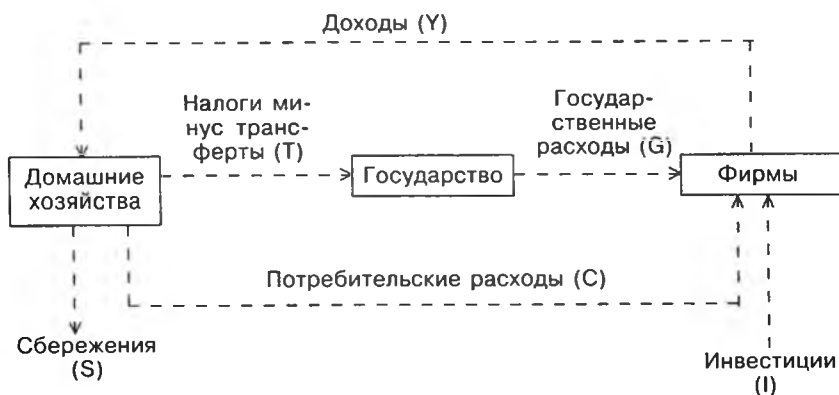 Доходы (Y)
Налоги ми-
нус транс-
ферты (T)
Государ-
ственные
расходы (G)
Домашние
хозяйства
Государство
Фирмы
Потребительские расходы (C)
Сбережения
(S)
Инвестиции
(I)